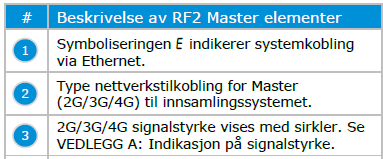 # Beskrivelse av RF2 Master elementer
1 Symboliseringen E indikerer systemkobling
via Ethernet.
2 Type nettverkstilkobling for Master
(2G/3G/4G) til innsamlingssystemet.
3 2G/3G/4G signalstyrke vises med sirkler. Se
VEDLEGG A: Indikasjon på signalstyrke.